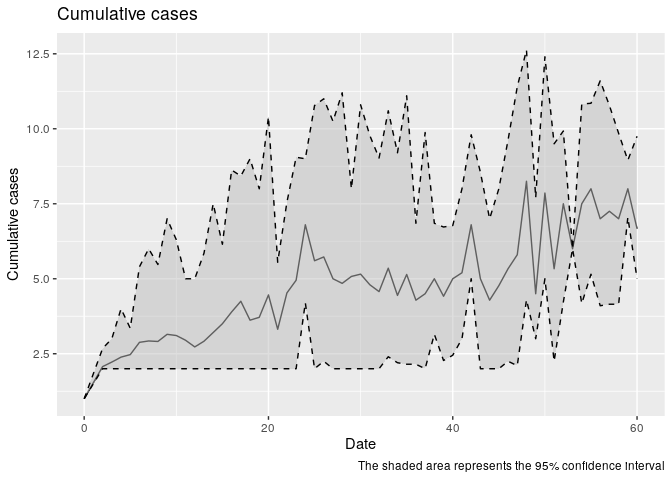 Cumulative cases
12.5
10.0
7.5
5.0
2.5
Cumulative cases
0 20 40 60
Date
The shaded area represents the 95% confidence interval